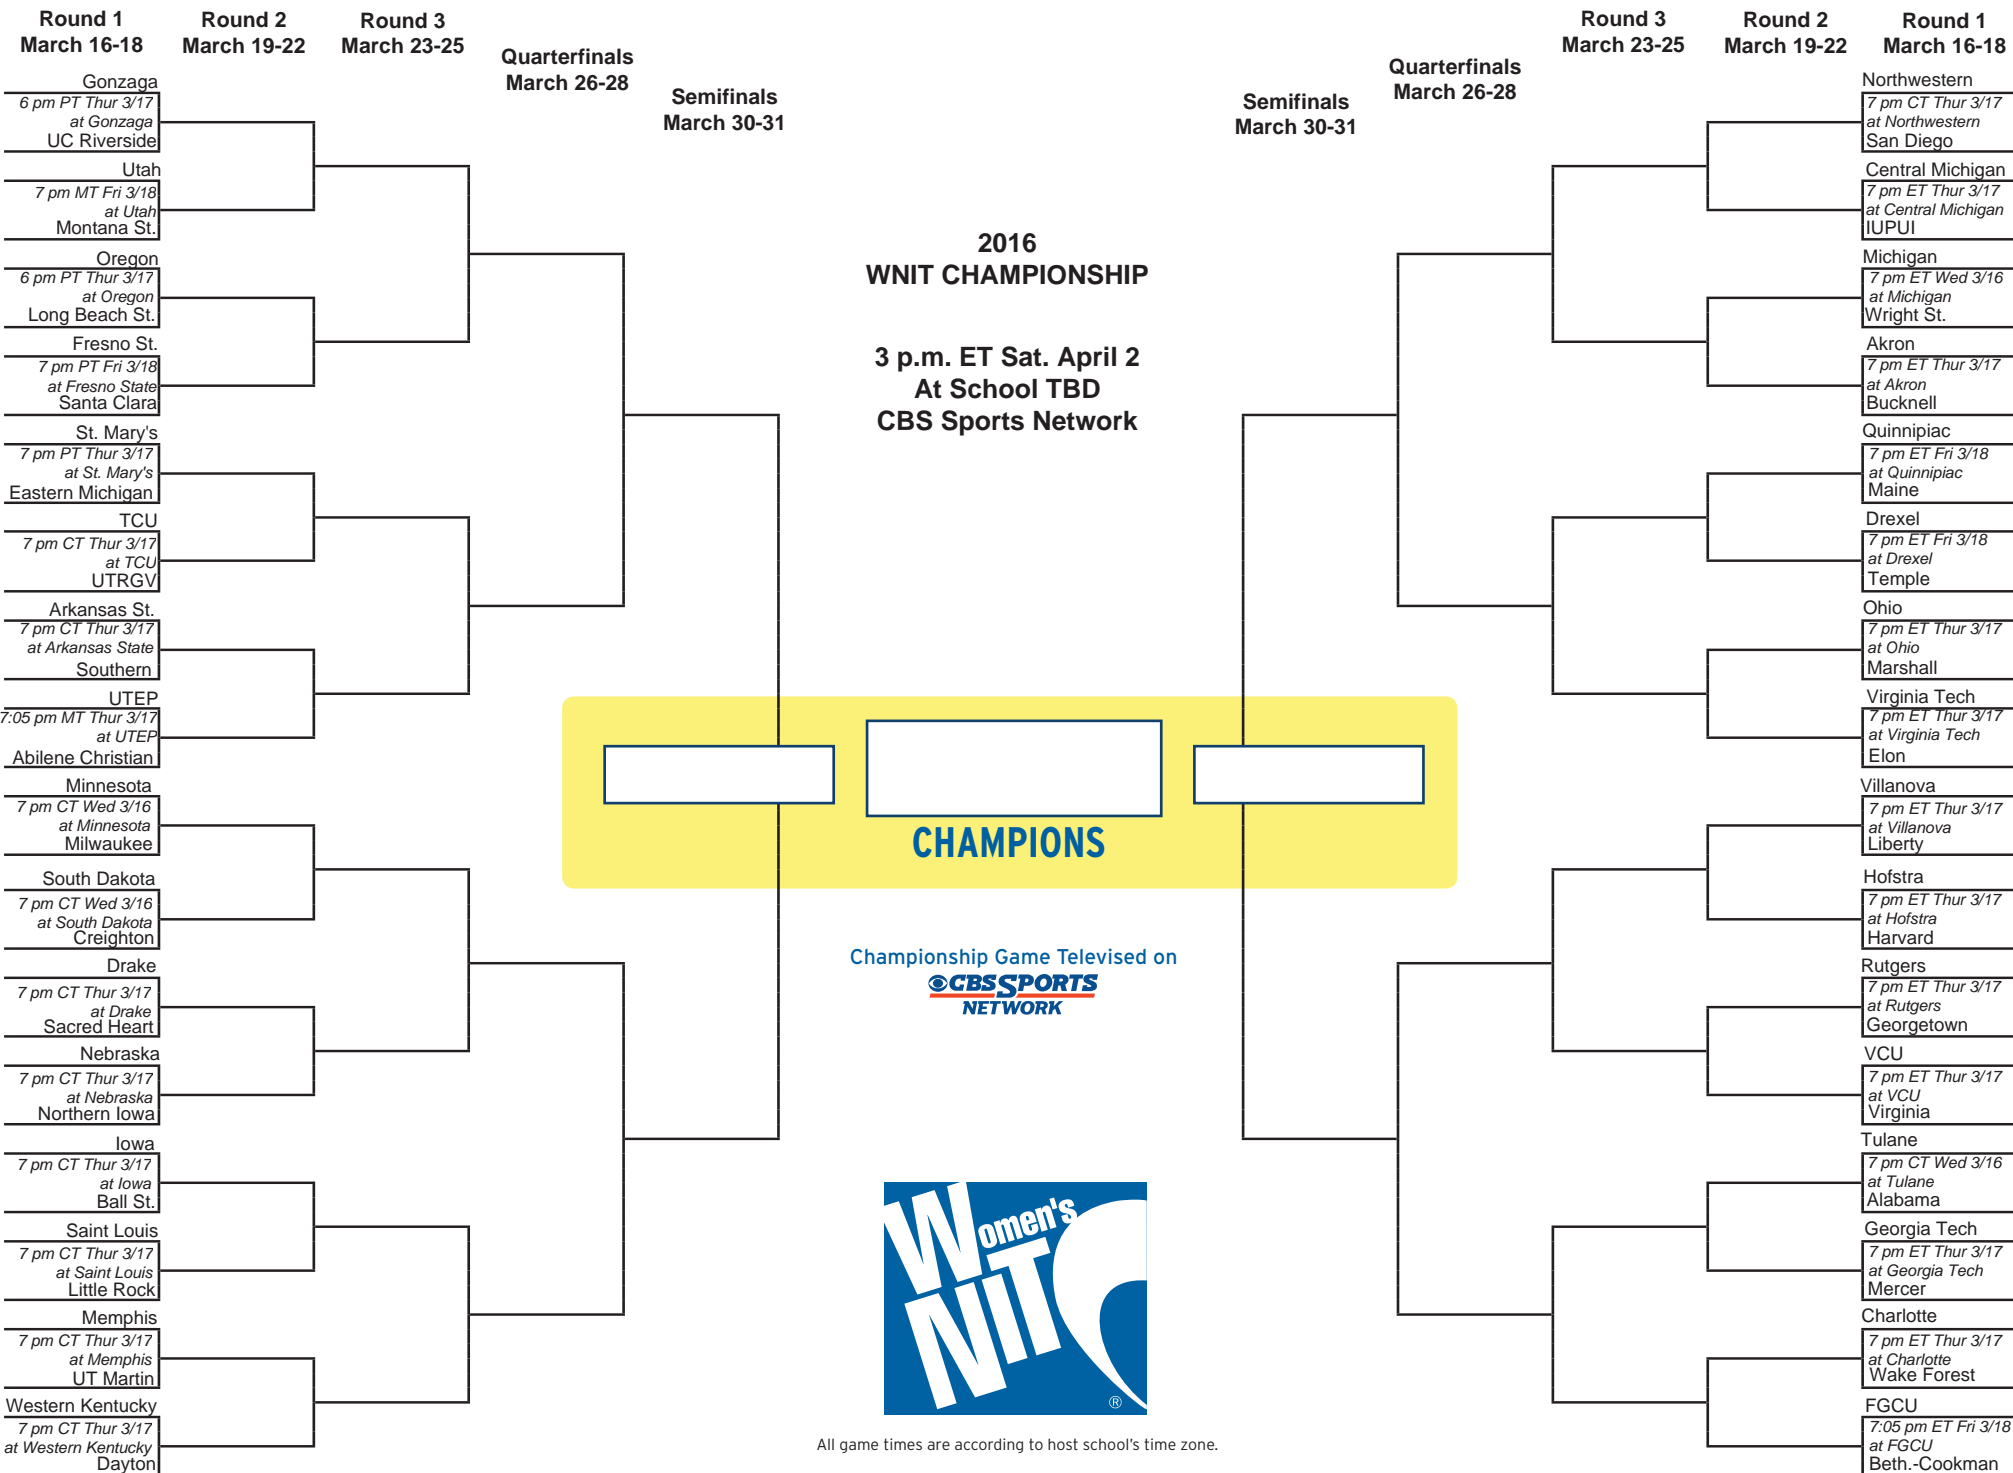 Round 1
March 16-18
Round 2
March 19-22
Round 3
March 23-25
Quarterfinals
March 26-28
Semifinals
March 30-31
Semifinals
March 30-31
Quarterfinals
March 26-28
Round 3
March 23-25
Round 2
March 19-22
Round 1
March 16-18
Gonzaga
6 pm PT Thur 3/17
at Gonzaga
UC Riverside
Utah
7 pm MT Fri 3/18
at Utah
Montana St.
Oregon
6 pm PT Thur 3/17
at Oregon
Long Beach St.
Fresno St.
7 pm PT Fri 3/18
at Fresno State
Santa Clara
St. Mary's
7 pm PT Thur 3/17
at St. Mary's
Eastern Michigan
TCU
7 pm CT Thur 3/17
at TCU
UTRGV
Arkansas St.
7 pm CT Thur 3/17
at Arkansas State
Southern
UTEP
7:05 pm MT Thur 3/17
at UTEP
Abilene Christian
Minnesota
7 pm CT Wed 3/16
at Minnesota
Milwaukee
South Dakota
7 pm CT Wed 3/16
at South Dakota
Creighton
Drake
7 pm CT Thur 3/17
at Drake
Sacred Heart
Nebraska
7 pm CT Thur 3/17
at Nebraska
Northern Iowa
Iowa
7 pm CT Thur 3/17
at Iowa
Ball St.
Saint Louis
7 pm CT Thur 3/17
at Saint Louis
Little Rock
Memphis
7 pm CT Thur 3/17
at Memphis
UT Martin
Western Kentucky
7 pm CT Thur 3/17
at Western Kentucky
Dayton
2016
WNIT CHAMPIONSHIP
3 p.m. ET Sat. April 2
At School TBD
CBS Sports Network
CHAMPIONS
Championship Game Televised on
CBS SPORTS
NETWORK
Women's
NIT
®
All game times are according to host school's time zone.
Northwestern
7 pm CT Thur 3/17
at Northwestern
San Diego
Central Michigan
7 pm ET Thur 3/17
at Central Michigan
IUPUI
Michigan
7 pm ET Wed 3/16
at Michigan
Wright St.
Akron
7 pm ET Thur 3/17
at Akron
Bucknell
Quinnipiac
7 pm ET Fri 3/18
at Quinnipiac
Maine
Drexel
7 pm ET Fri 3/18
at Drexel
Temple
Ohio
7 pm ET Thur 3/17
at Ohio
Marshall
Virginia Tech
7 pm ET Thur 3/17
at Virginia Tech
Elon
Villanova
7 pm ET Thur 3/17
at Villanova
Liberty
Hofstra
7 pm ET Thur 3/17
at Hofstra
Harvard
Rutgers
7 pm ET Thur 3/17
at Rutgers
Georgetown
VCU
7 pm ET Thur 3/17
at VCU
Virginia
Tulane
7 pm CT Wed 3/16
at Tulane
Alabama
Georgia Tech
7 pm ET Thur 3/17
at Georgia Tech
Mercer
Charlotte
7 pm ET Thur 3/17
at Charlotte
Wake Forest
FGCU
7:05 pm ET Fri 3/18
at FGCU
Beth.-Cookman